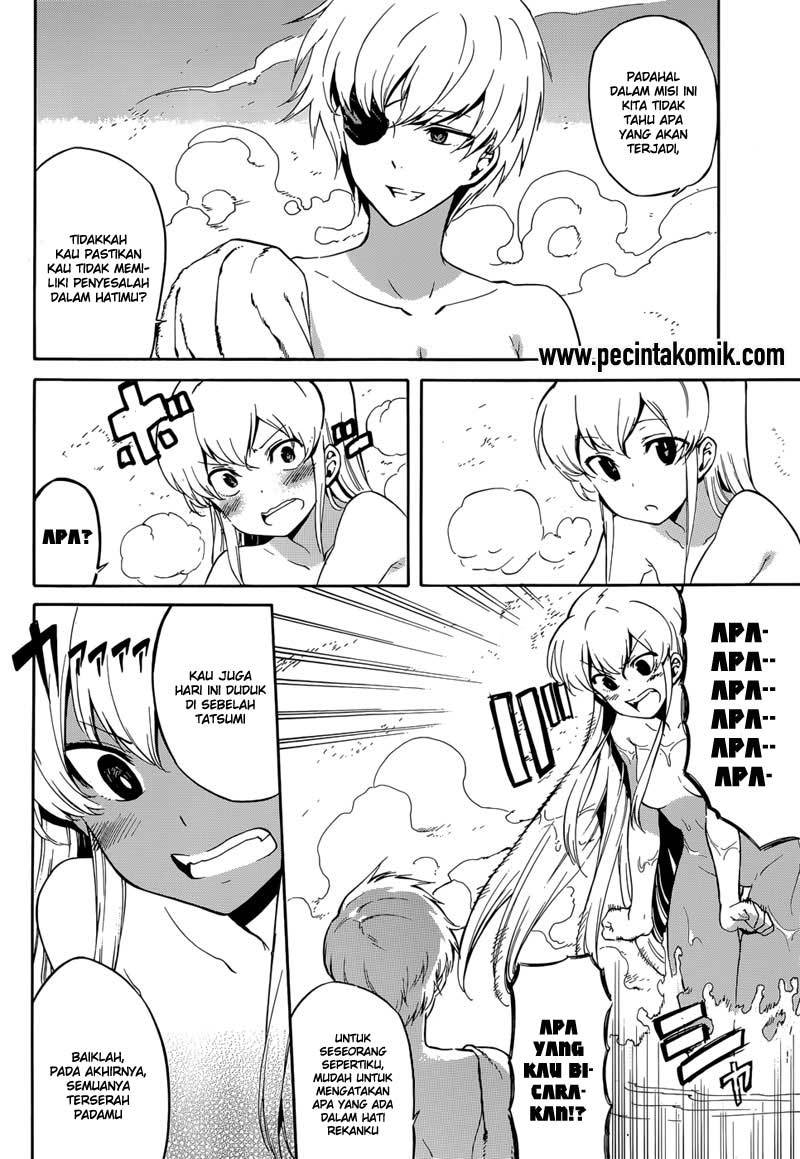 PADAHAL
DALAM MISI INI
KITA TIDAK
TAHU APA
YANG AKAN
TERJADI,
TIDAKKAH
KAU PASTIKAN
KAU TIDAK MEMI-
LIKI PENYESALAH
DALAM HATIMU?
www.pecintakomik.com
ボッ
APA?
APA-
APA--
APA--
APA--
APA--
APA-
APA
YANG
KAU BI-
CARA-
KAN!?
UNTUK
SESEORANG
SEPERTIKU,
MUDAH UNTUK
MENGATAKAN
APA YANG ADA
DALAM HATI
REKANKU
KAU JUGA
HARI INI DUDUK
DI SEBELAH
TATSUMI
BAIKLAH,
PADA AKHIRNYA,
SEMUANYA
TERSERAH
PADAMU